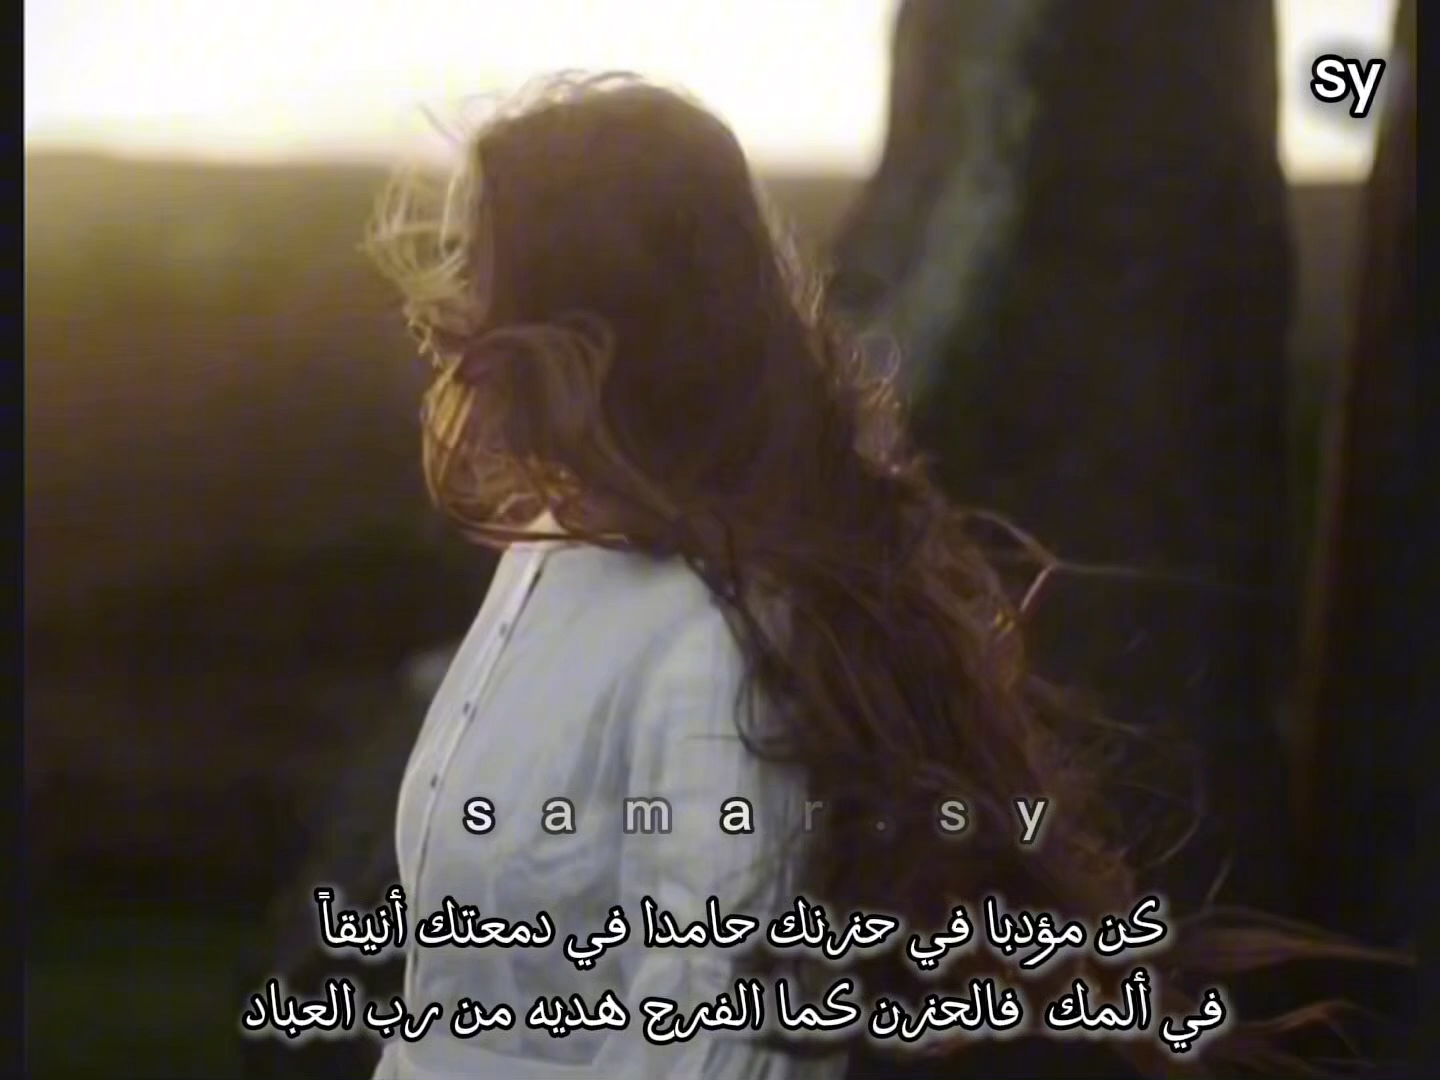 sy
samar.sy
كن مؤدبا في حزنك حامدا في دمعتك أنيقاً
في ألمك فالحزن كما الفرح هديه من رب العباد